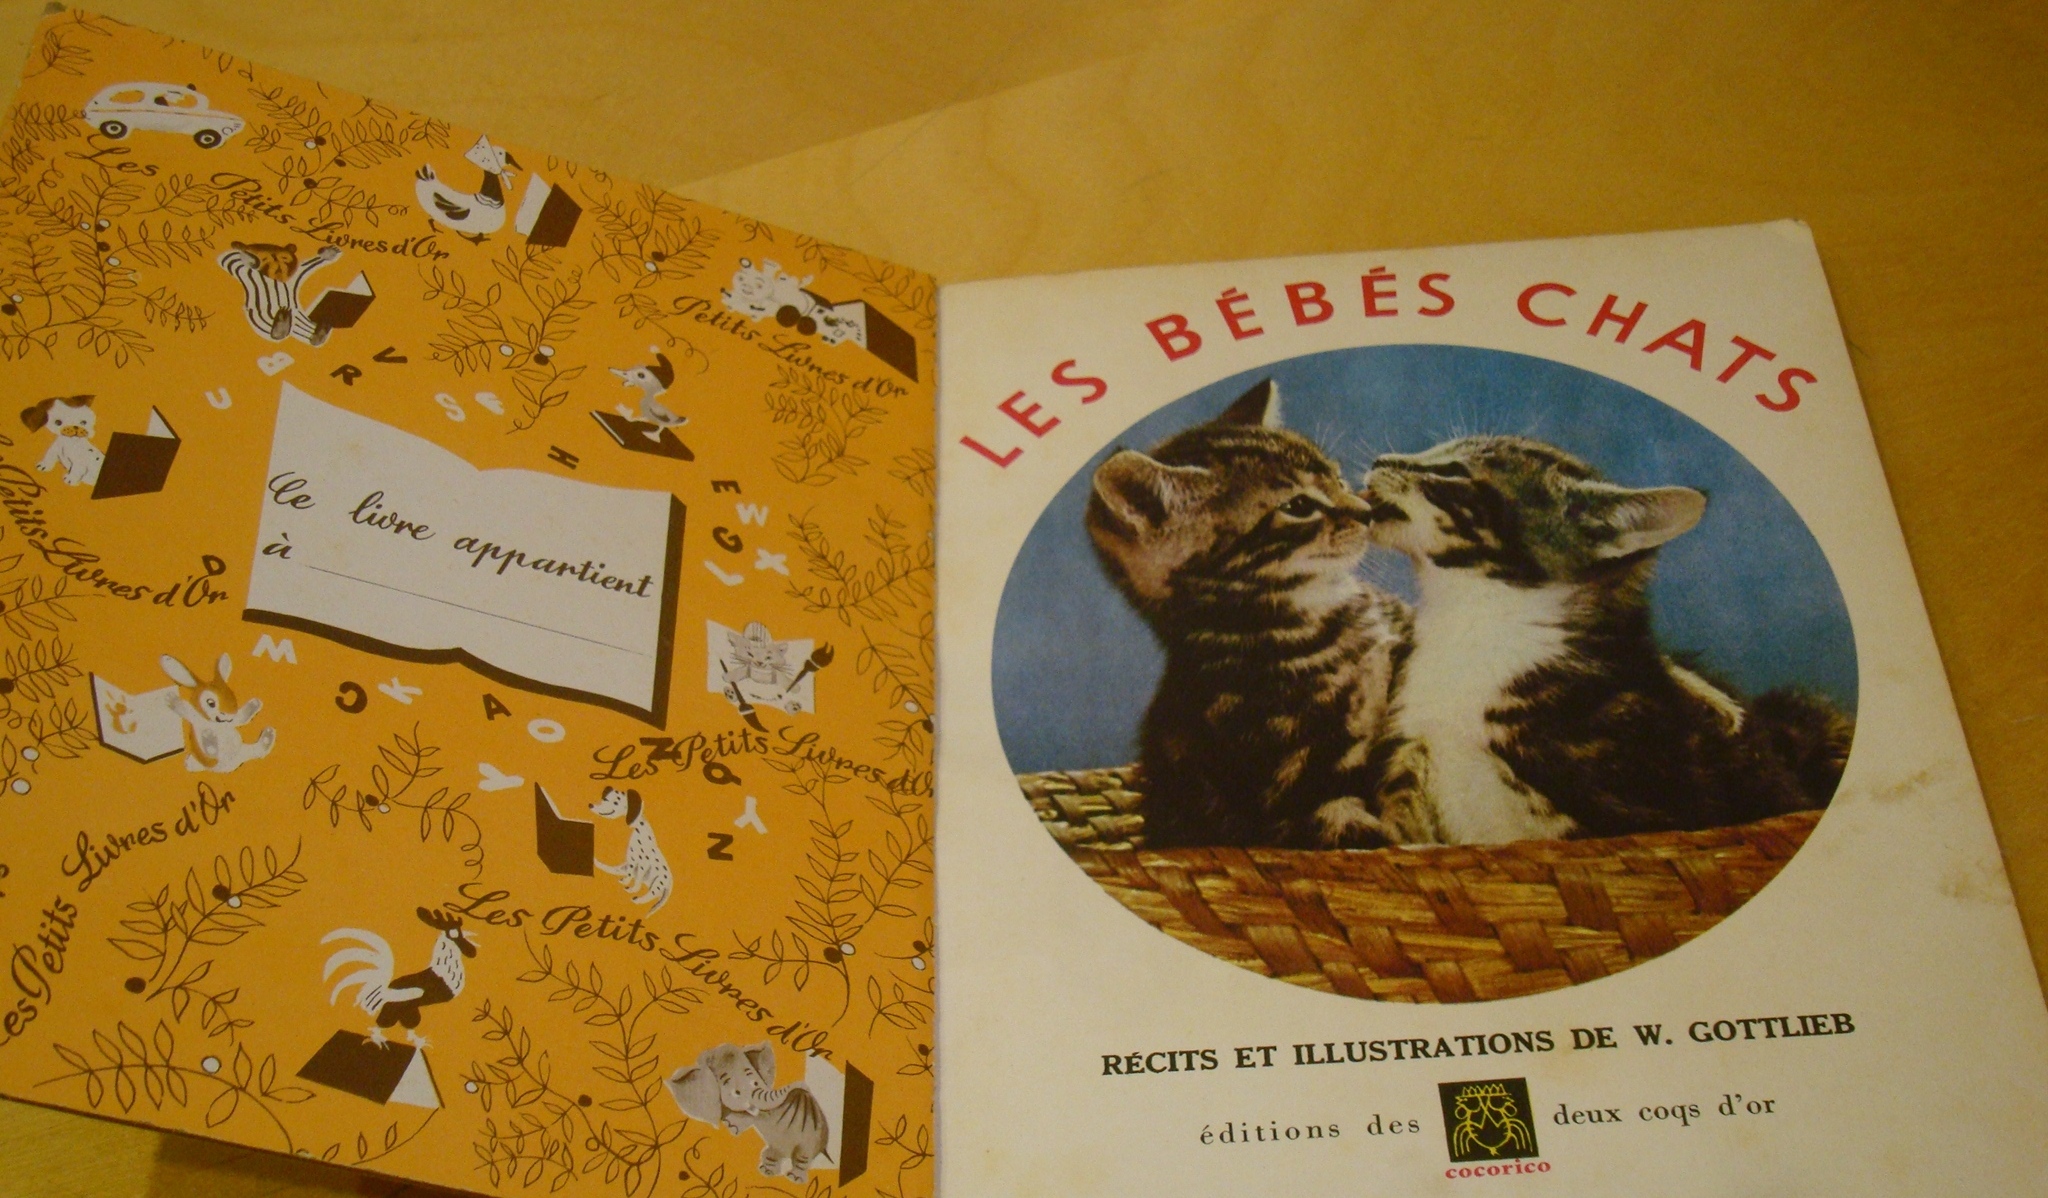 Les
Petits Livres d'Or
Petits Livres d'Or
U B R V S F
H
Ce livre appartient
à
E W G X
Petits Livres d'Or
D
M C K A O
Les Petits Livres d'Or
N Q
Y Z
Les Petits Livres d'Or
Les Petits Livres d'Or
LES BÉBÉS CHATS
RÉCITS ET ILLUSTRATIONS DE W. GOTTLIEB
éditions des deux coqs d'or
cocorico